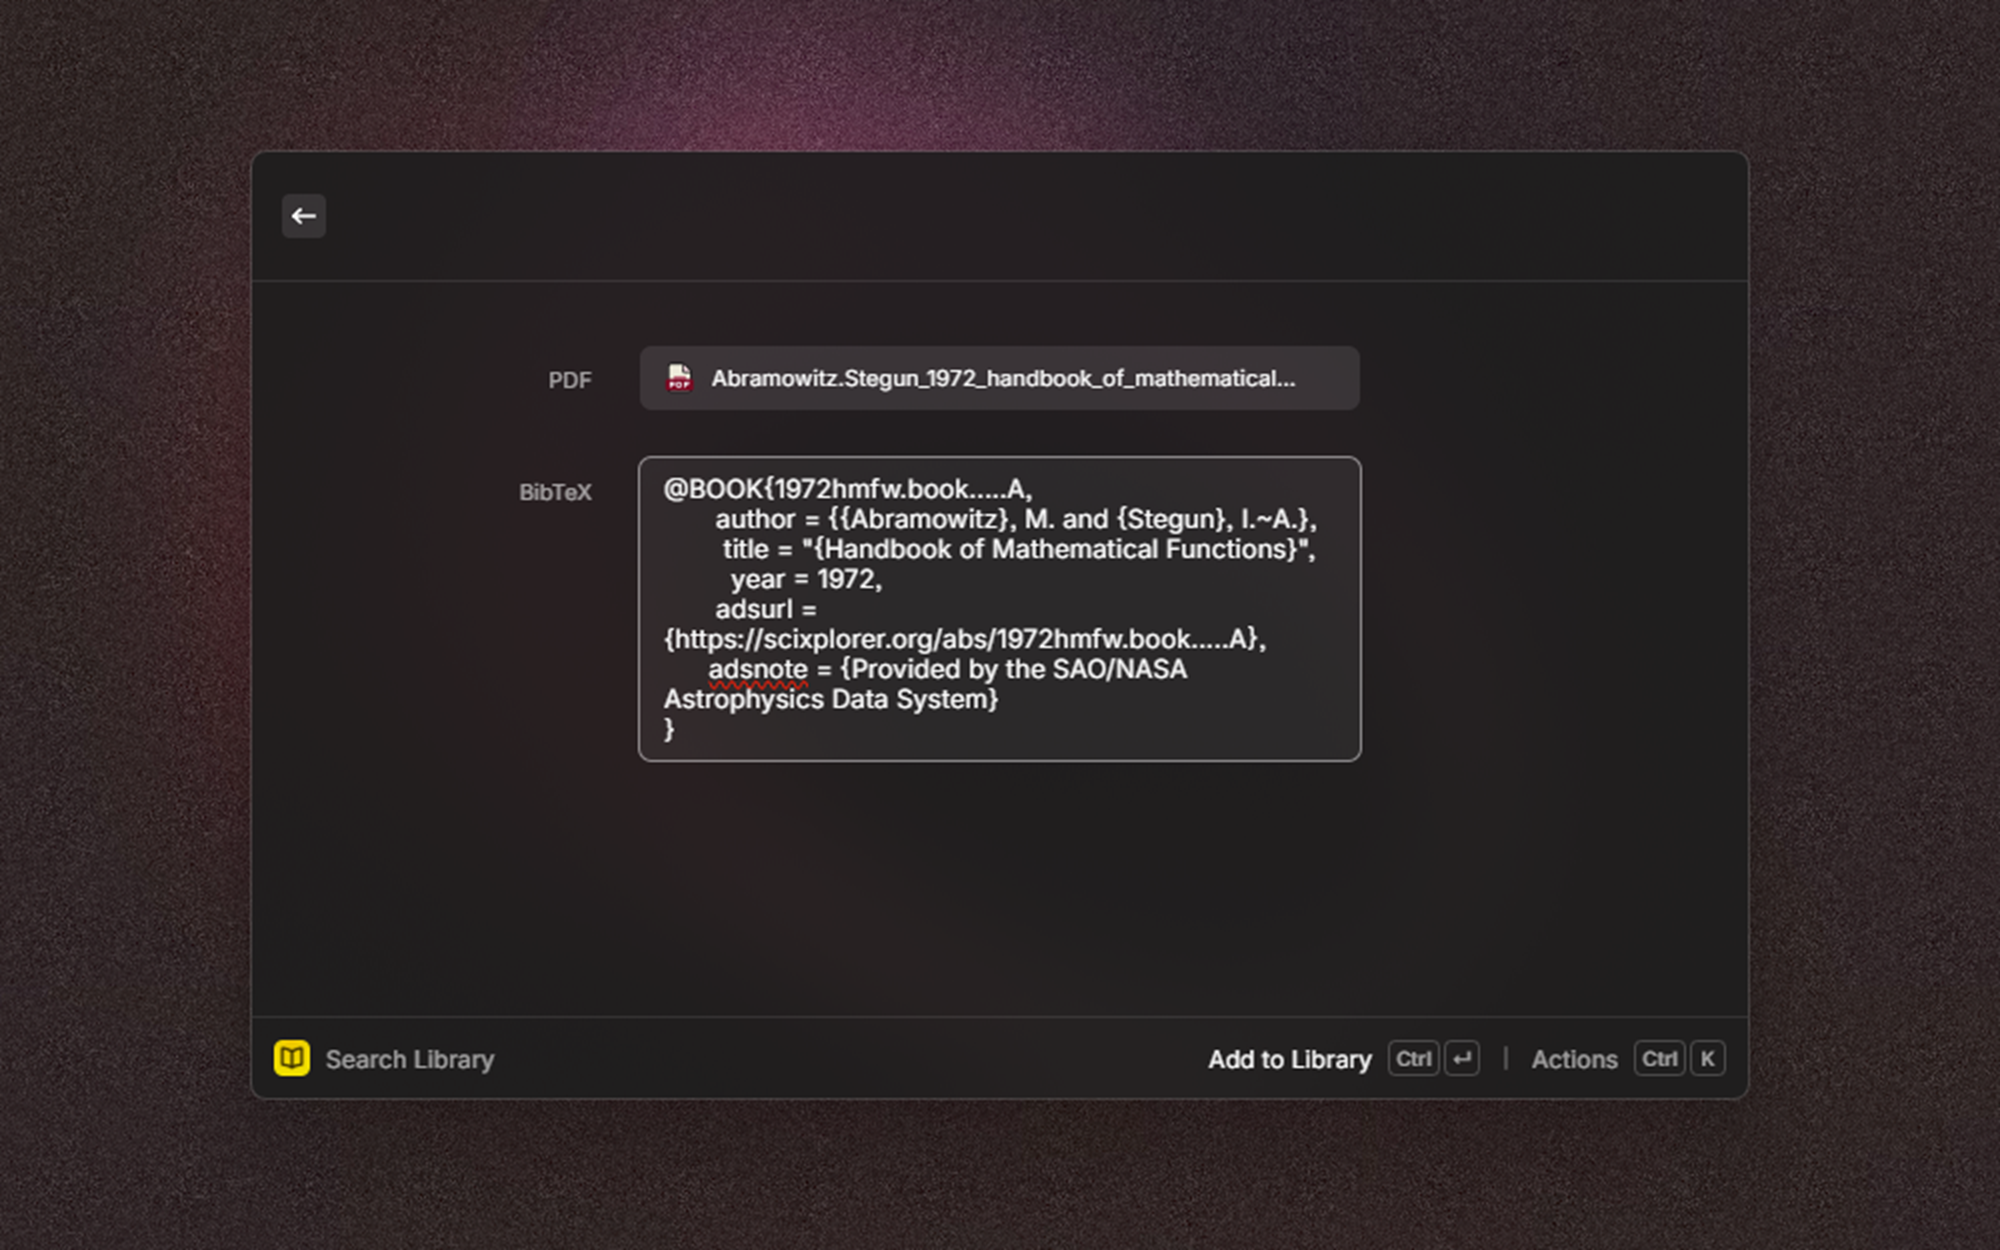 PDF
Abramowitz.Stegun_1972_handbook_of_mathematical...
BibTeX
@BOOK{1972hmfw.book.....A,
author = {{Abramowitz}, M. and {Stegun}, I.~A.},
title = "{Handbook of Mathematical Functions}",
year = 1972,
adsurl =
{https://scixplorer.org/abs/1972hmfw.book.....A},
adsnote = {Provided by the SAO/NASA
Astrophysics Data System}
}
Search Library
Add to Library Ctrl ↵ | Actions Ctrl K